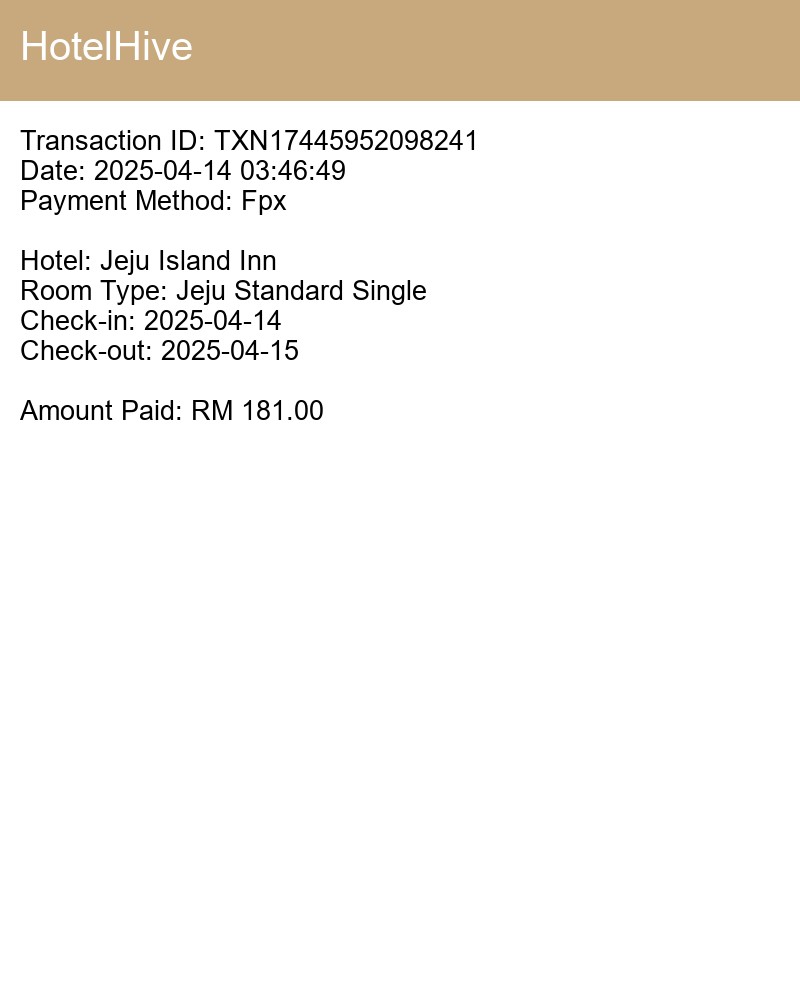 HotelHive
Transaction ID: TXN17445952098241
Date: 2025-04-14 03:46:49
Payment Method: Fpx
Hotel: Jeju Island Inn
Room Type: Jeju Standard Single
Check-in: 2025-04-14
Check-out: 2025-04-15
Amount Paid: RM 181.00